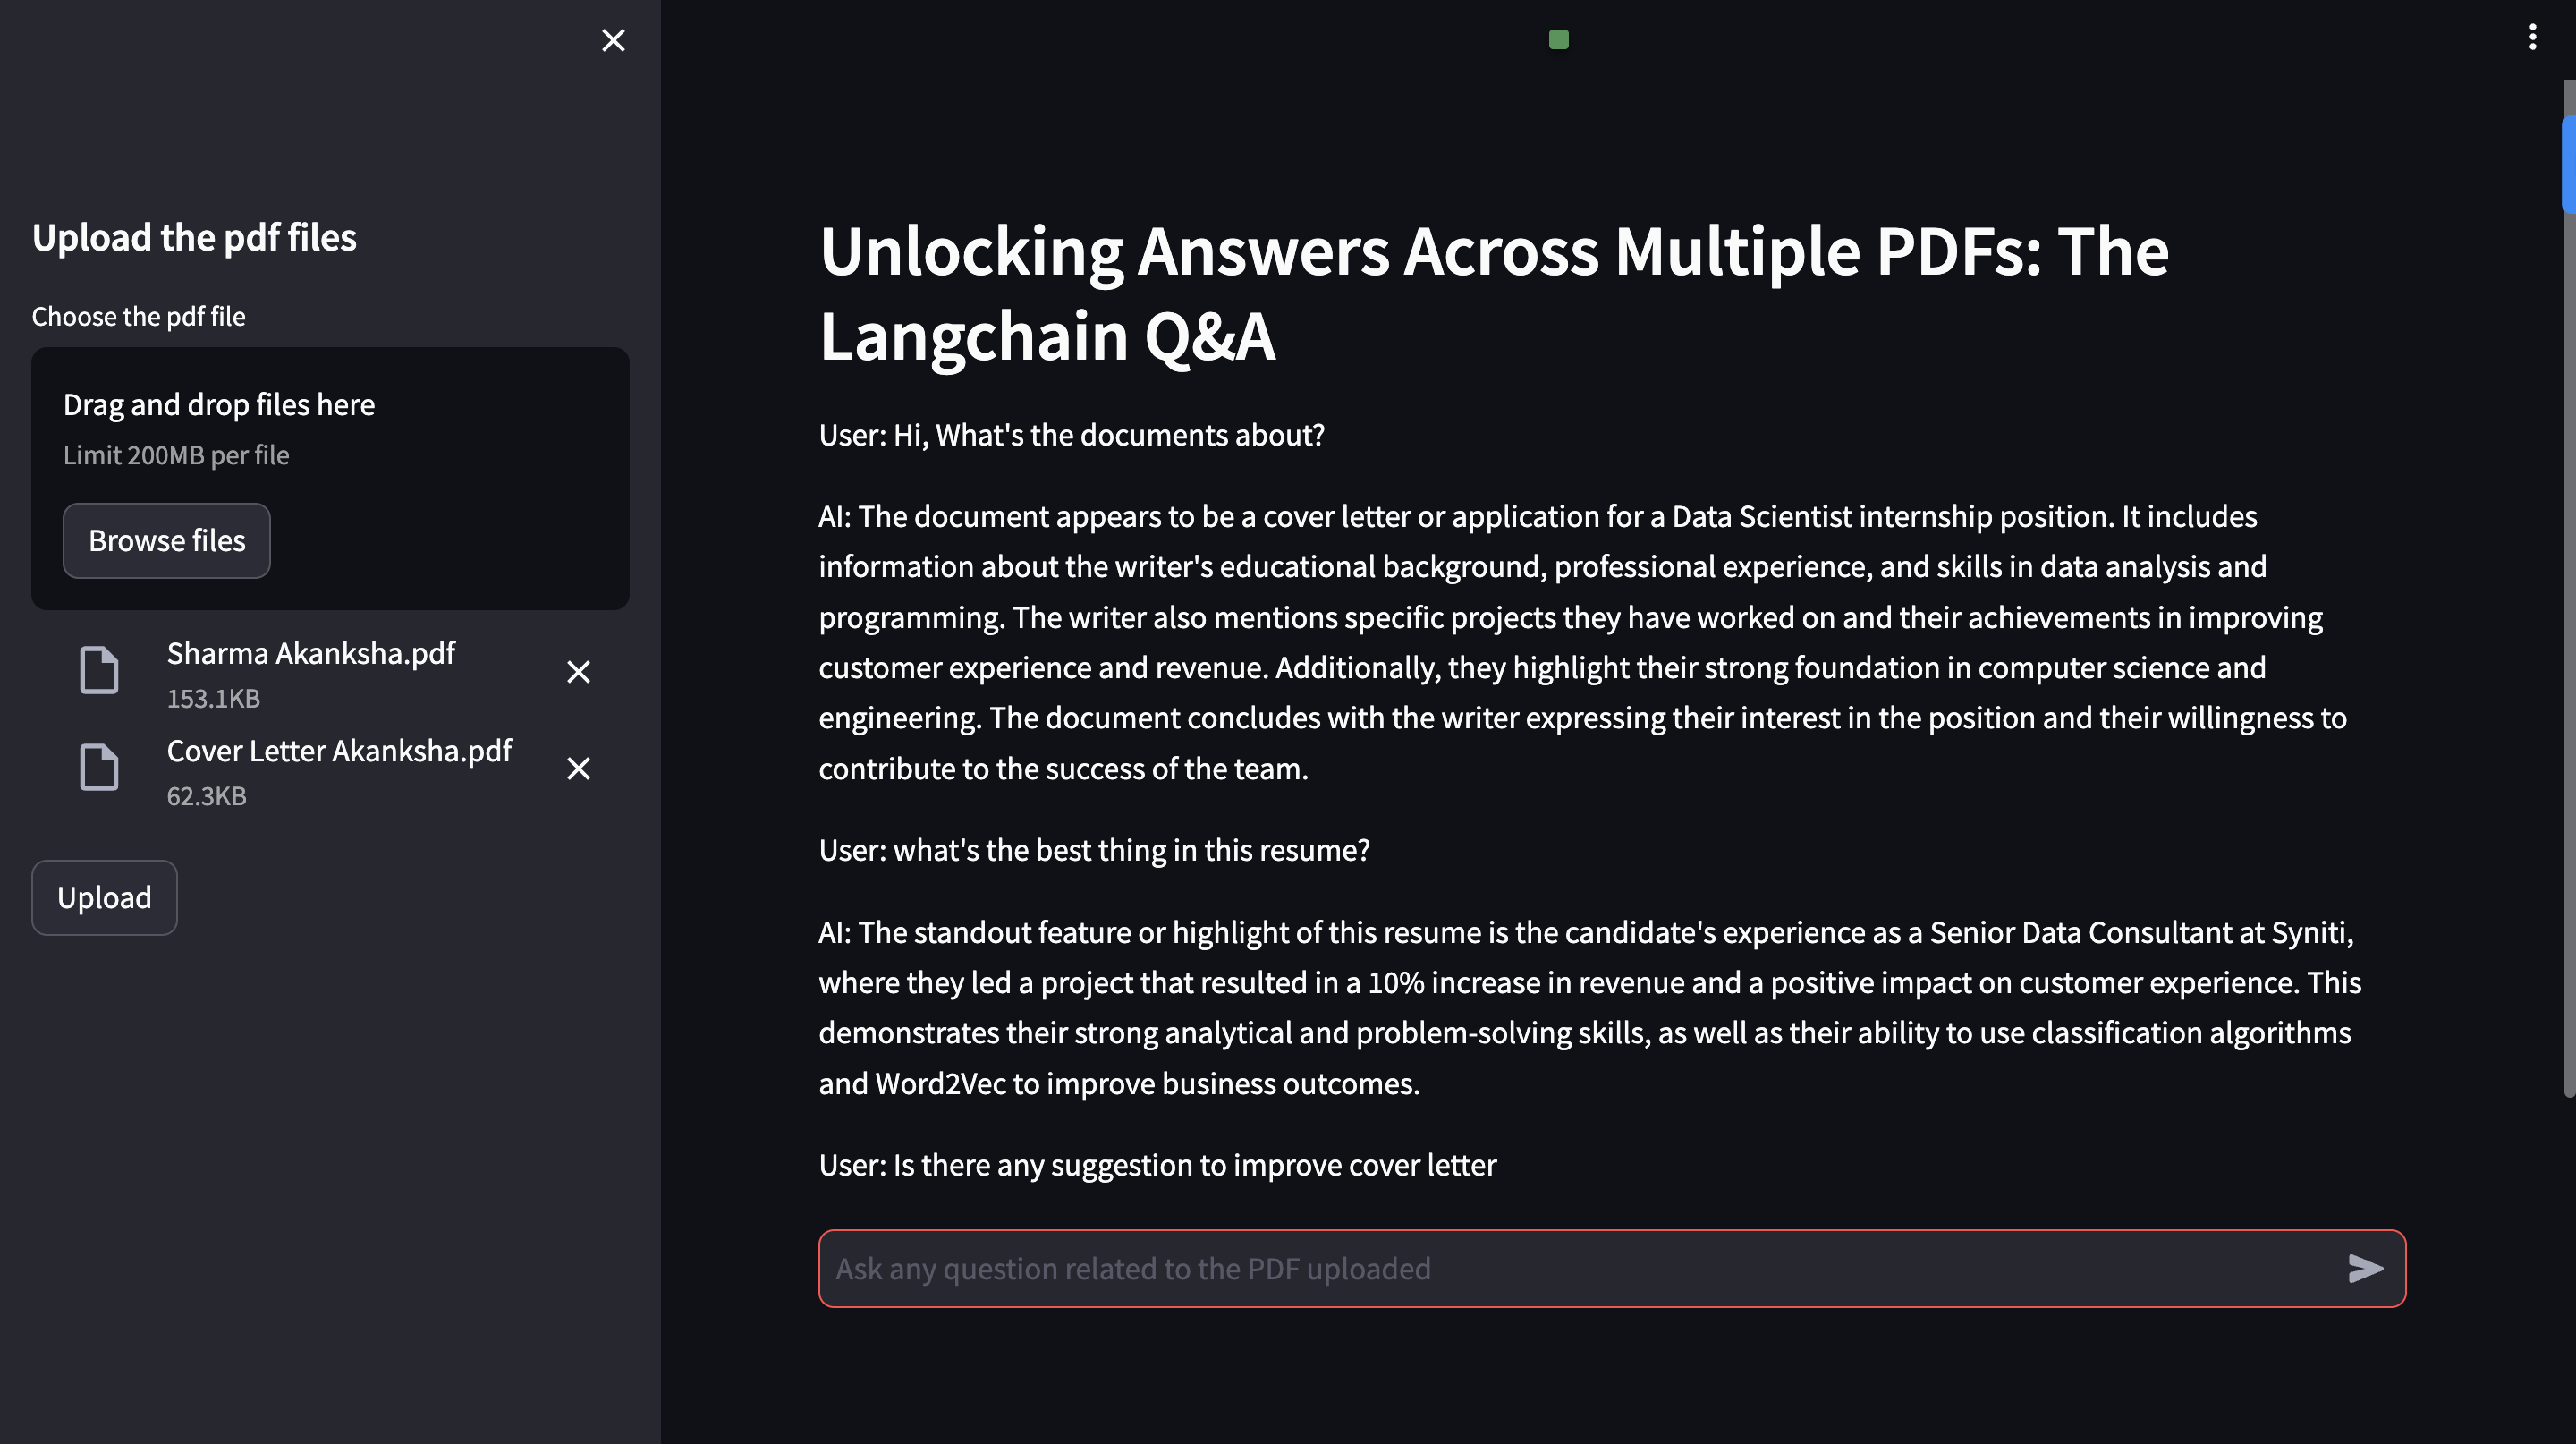 Upload the pdf files
Choose the pdf file
Drag and drop files here
Limit 200MB per file
Browse files
Sharma Akanksha.pdf
153.1KB
Cover Letter Akanksha.pdf
62.3KB
Upload
Unlocking Answers Across Multiple PDFs: The
Langchain Q&A
User: Hi, What's the documents about?
AI: The document appears to be a cover letter or application for a Data Scientist internship position. It includes
information about the writer's educational background, professional experience, and skills in data analysis and
programming. The writer also mentions specific projects they have worked on and their achievements in improving
customer experience and revenue. Additionally, they highlight their strong foundation in computer science and
engineering. The document concludes with the writer expressing their interest in the position and their willingness to
contribute to the success of the team.
User: what's the best thing in this resume?
AI: The standout feature or highlight of this resume is the candidate's experience as a Senior Data Consultant at Syniti,
where they led a project that resulted in a 10% increase in revenue and a positive impact on customer experience. This
demonstrates their strong analytical and problem-solving skills, as well as their ability to use classification algorithms
and Word2Vec to improve business outcomes.
User: Is there any suggestion to improve cover letter
Ask any question related to the PDF uploaded